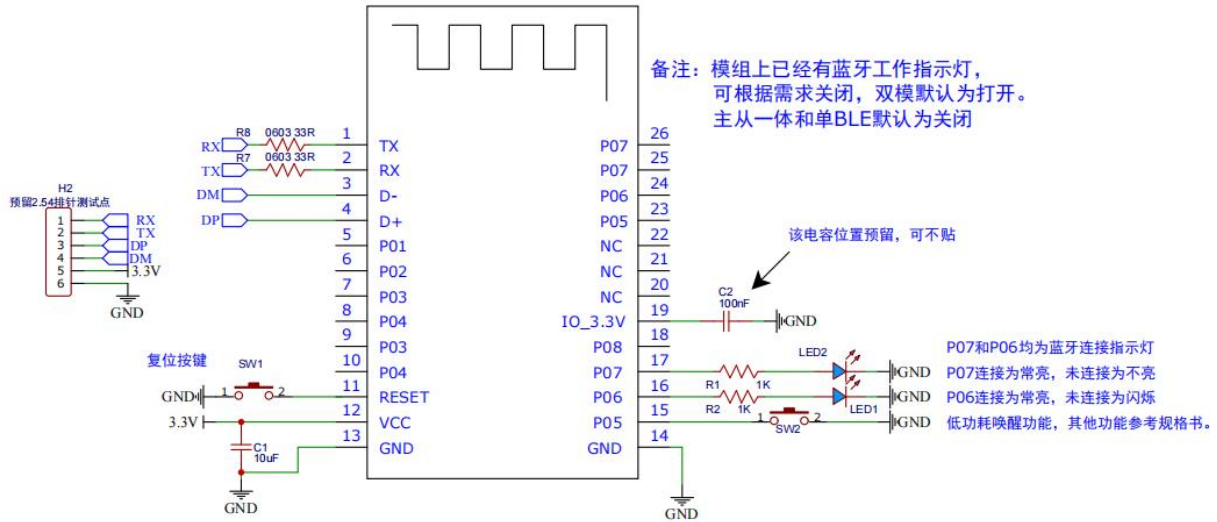 备注：模组上已经有蓝牙工作指示灯，
可根据需求关闭，双模默认为打开。
主从一体和单BLE默认为关闭
R8 0603 33R
RX
R7 0603 33R
TX
DM
DP
H2
预留2.54排针测试点
1 RX
2 TX
3 DP
4 DM
5 3.3V
6
GND
1 TX
2 RX
3 D-
4 D+
5 P01
6 P02
7 P03
8 P04
9 P03
10 P04
11 RESET
12 VCC
13 GND
26 P07
25 P07
24 P06
23 P05
22 NC
21 NC
20 NC
19 IO_3.3V
18 P08
17 P07
16 P06
15 P05
14 GND
该电容位置预留，可不贴
C2
100nF
GND
复位按键
SW1
GND 1 2
3.3V
C1
10uF
GND
LED2
R1 1K
GND
R2 1K
LED1
GND
1 2
SW2
GND
GND
P07和P06均为蓝牙连接指示灯
P07连接为常亮，未连接为不亮
P06连接为常亮，未连接为闪烁
低功耗唤醒功能，其他功能参考规格书。